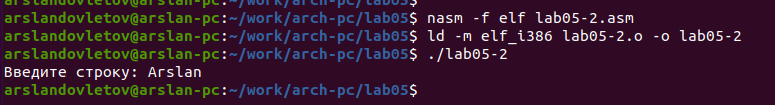 arslandovletov@arslan-pc:~/work/arch-pc/lab05$
arslandovletov@arslan-pc:~/work/arch-pc/lab05$ nasm -f elf lab05-2.asm
arslandovletov@arslan-pc:~/work/arch-pc/lab05$ ld -m elf_i386 lab05-2.o -o lab05-2
arslandovletov@arslan-pc:~/work/arch-pc/lab05$ ./lab05-2
Введите строку: Arslan
arslandovletov@arslan-pc:~/work/arch-pc/lab05$